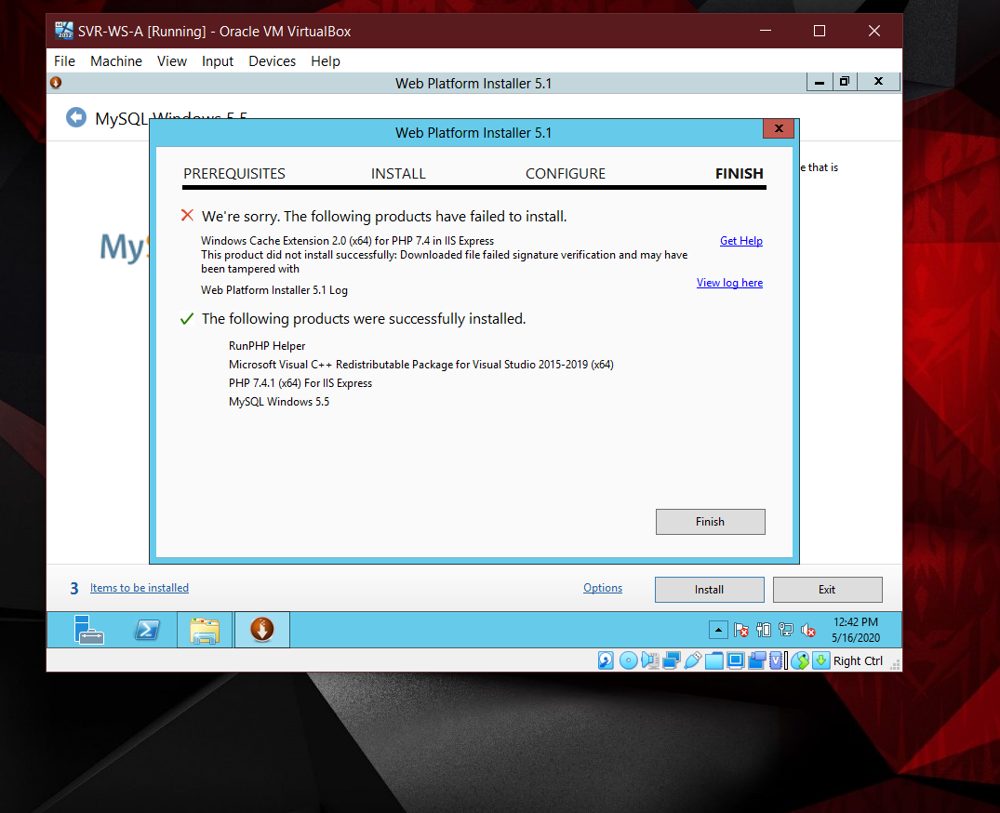 SVR-WS-A [Running] - Oracle VM VirtualBox
File Machine View Input Devices Help
Web Platform Installer 5.1
MySQL Windows 5.5
Web Platform Installer 5.1
e that is
PREREQUISITES INSTALL CONFIGURE FINISH
We're sorry. The following products have failed to install.
Windows Cache Extension 2.0 (x64) for PHP 7.4 in IIS Express Get Help
This product did not install successfully: Downloaded file failed signature verification and may have
been tampered with
View log here
Web Platform Installer 5.1 Log
My
The following products were successfully installed.
RunPHP Helper
Microsoft Visual C++ Redistributable Package for Visual Studio 2015-2019 (x64)
PHP 7.4.1 (x64) For IIS Express
MySQL Windows 5.5
Finish
3 Items to be installed Options Install Exit
12:42 PM
5/16/2020
Right Ctrl